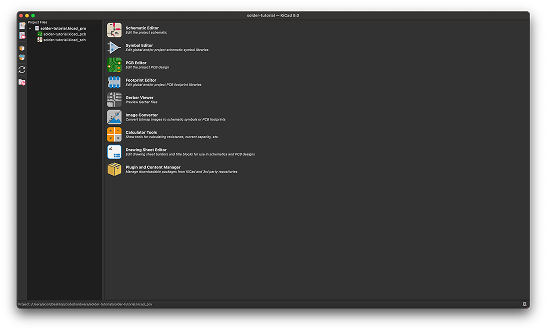 solder-tutorial — KiCad 8.0
Project Files
solder-tutorial.kicad_pro
solder-tutorial.kicad_pcb
solder-tutorial.kicad_sch
Schematic Editor
Edit the project schematic
Symbol Editor
Edit global and/or project schematic symbol libraries
PCB Editor
Edit the project PCB design
Footprint Editor
Edit global and/or project PCB footprint libraries
Gerber Viewer
Preview Gerber files
Image Converter
Convert bitmap images to schematic symbols or PCB footprints
Calculator Tools
Show tools for calculating resistance, current capacity, etc.
Drawing Sheet Editor
Edit drawing sheet borders and title blocks for use in schematics and PCB designs
Plugin and Content Manager
Manage downloadable packages from KiCad and 3rd party repositories